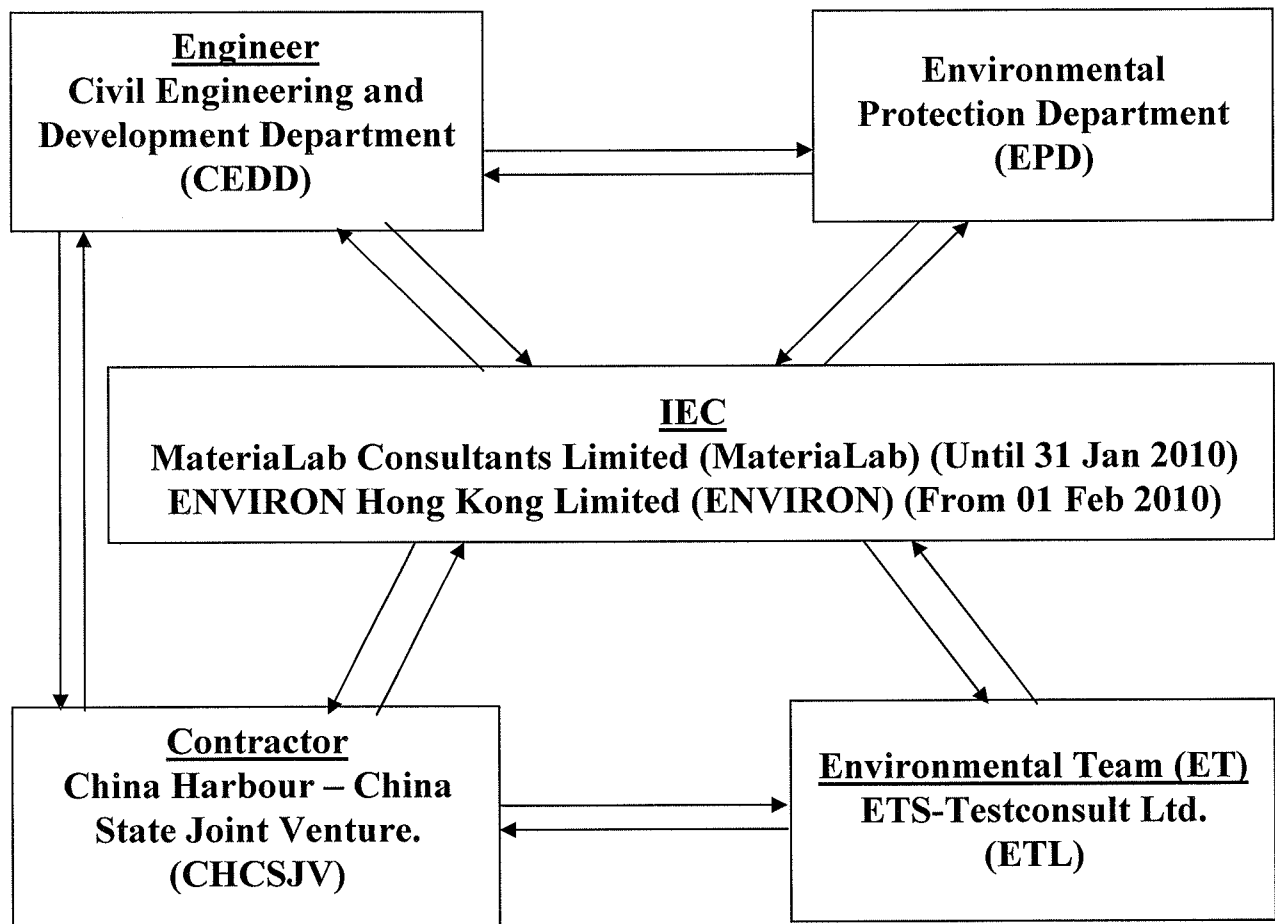 Engineer
Civil Engineering and
Development Department
(CEDD)
Environmental
Protection Department
(EPD)
IEC
MateriaLab Consultants Limited (MateriaLab) (Until 31 Jan 2010)
ENVIRON Hong Kong Limited (ENVIRON) (From 01 Feb 2010)
Contractor
China Harbour – China
State Joint Venture.
(CHCSJV)
Environmental Team (ET)
ETS-Testconsult Ltd.
(ETL)